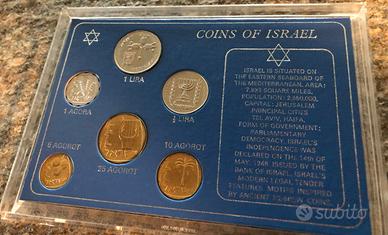 COINS OF ISRAEL
1 LIRA
1 AGORA
½ LIRA
5 AGOROT
25 AGOROT
10 AGOROT
ISRAEL IS SITUATED ON
THE EASTERN SEABOARD OF
THE MEDITERRANEAN. AREA:
SQUARE MILES.
POPULATION:
CAPITAL: JERUSALEM
PRINCIPAL CITIES
TEL AVIV, HAIFA.
FORM OF GOVERNMENT:
PARLIAMENTARY
DEMOCRACY. ISRAEL'S
INDEPENDENCE WAS
DECLARED ON THE 14TH OF
MAY, 1948. ISSUED BY THE
BANK OF ISRAEL, ISRAEL'S
MODERN LEGAL TENDER
FEATURES MOTIFS INSPIRED
BY ANCIENT COINS.
subito